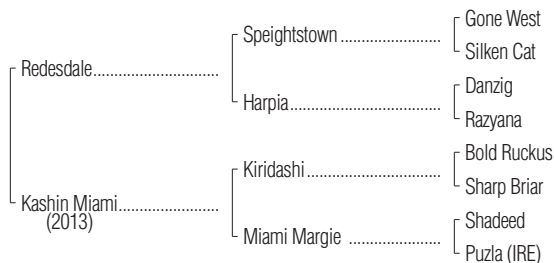 Gone West
Speightstown
Silken Cat
Redesdale
Danzig
Harpia
Razyana
Bold Ruckus
Kiridashi
Sharp Briar
Kashin Miami
(2013)
Shadeed
Miami Margie
Puzla (IRE)